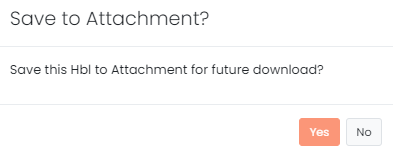 Save to Attachment?
Save this Hbl to Attachment for future download?
Yes No